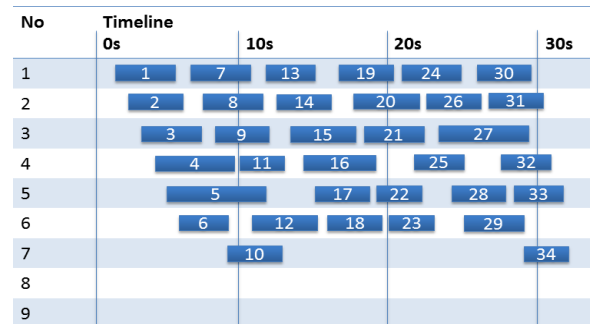 No Timeline
0s 10s 20s 30s
1 1 7 13 19 24 30
2 2 8 14 20 26 31
3 3 9 15 21 27
4 4 11 16 25 32
5 5 17 22 28 33
6 6 12 18 23 29
7 10 34
8
9